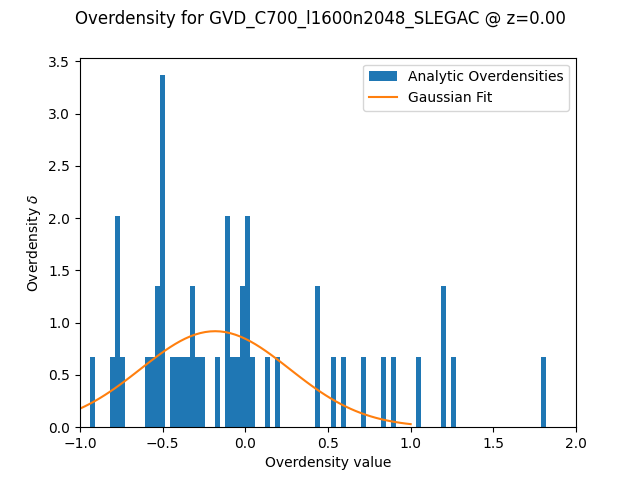 Overdensity for GVD_C700_l1600n2048_SLEGAC @ z=0.00
3.5
3.0
2.5
2.0
1.5
1.0
0.5
0.0
Overdensity δ
Analytic Overdensities
Gaussian Fit
−1.0 −0.5 0.0 0.5 1.0 1.5 2.0
Overdensity value